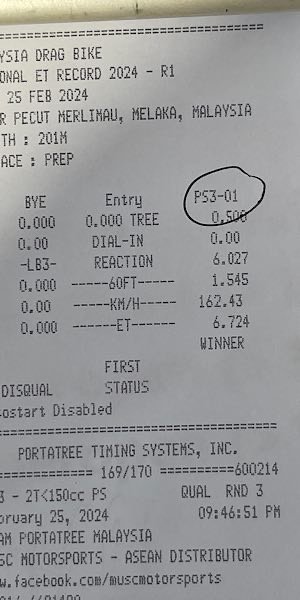 ================================
YSIA DRAG BIKE
ONAL ET RECORD 2024 - R1
25 FEB 2024
R PECUT MERLIMAU, MELAKA, MALAYSIA
TH : 201M
ACE : PREP
BYE Entry PS3-01
0.000 0.000 TREE 0.500
0.00 DIAL-IN 0.00
-LB3- REACTION 6.027
0.000 ------60FT----- 1.545
0.00 ------KM/H----- 162.43
0.000 ------ET------- 6.724
WINNER
FIRST
DISQUAL STATUS
ostart Disabled
================================
PORTATREE TIMING SYSTEMS, INC.
============ 169/170 ==========600214
3 - 2T<150cc PS QUAL RND 3
bruary 25, 2024 09:46:51 PM
AM PORTATREE MALAYSIA
SC MOTORSPORTS - ASEAN DISTRIBUTOR
w.facebook.com/muscmotorsports